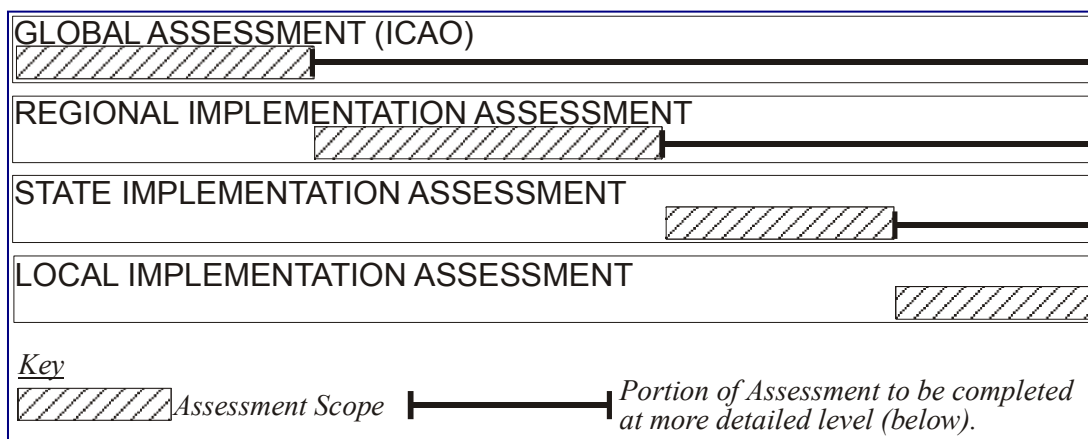 GLOBAL ASSESSMENT (ICAO)
REGIONAL IMPLEMENTATION ASSESSMENT
STATE IMPLEMENTATION ASSESSMENT
LOCAL IMPLEMENTATION ASSESSMENT
Key
Assessment Scope
Portion of Assessment to be completed
at more detailed level (below).